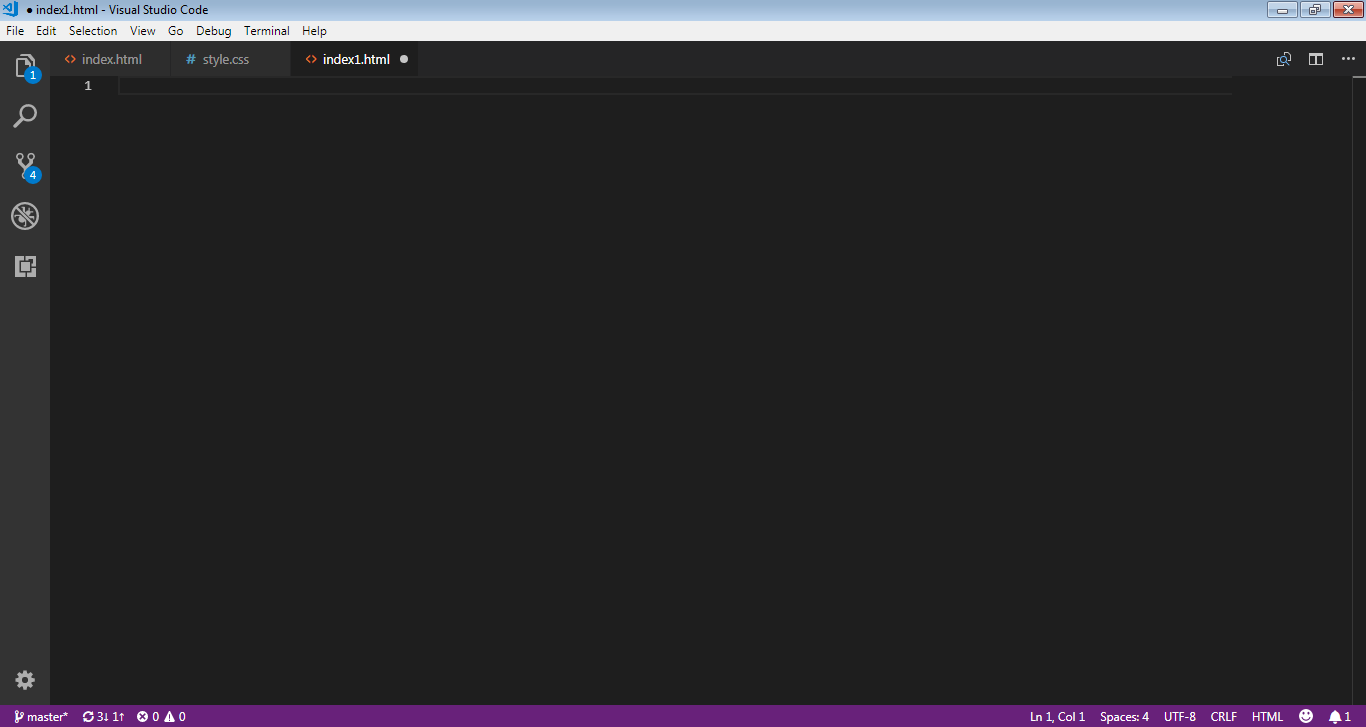 ● index1.html - Visual Studio Code
File Edit Selection View Go Debug Terminal Help
index.html # style.css index1.html
1
1
4
master* 3↓ 1↑ 0 0 Ln 1, Col 1 Spaces: 4 UTF-8 CRLF HTML 1